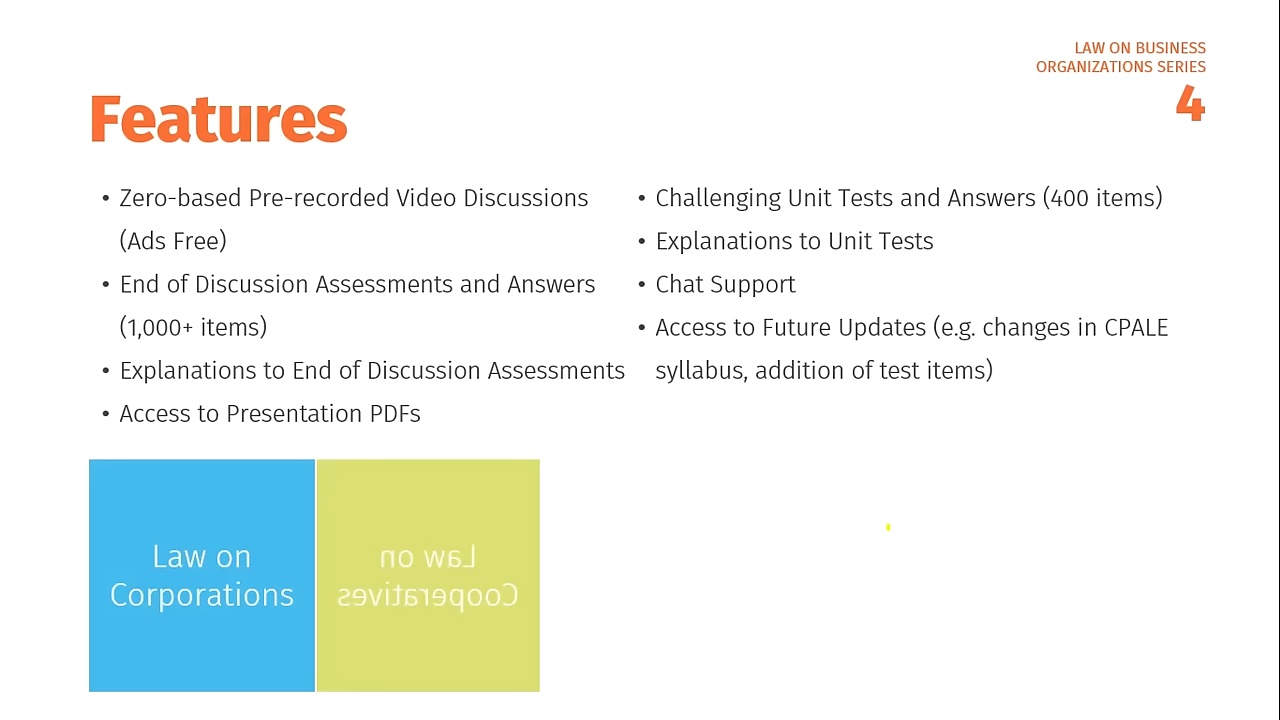 LAW ON BUSINESS
ORGANIZATIONS SERIES
4
Features
• Zero-based Pre-recorded Video Discussions
(Ads Free)
• End of Discussion Assessments and Answers
(1,000+ items)
• Explanations to End of Discussion Assessments
• Access to Presentation PDFs
• Challenging Unit Tests and Answers (400 items)
• Explanations to Unit Tests
• Chat Support
• Access to Future Updates (e.g. changes in CPALE
syllabus, addition of test items)
Law on
Corporations
Law on
Cooperatives